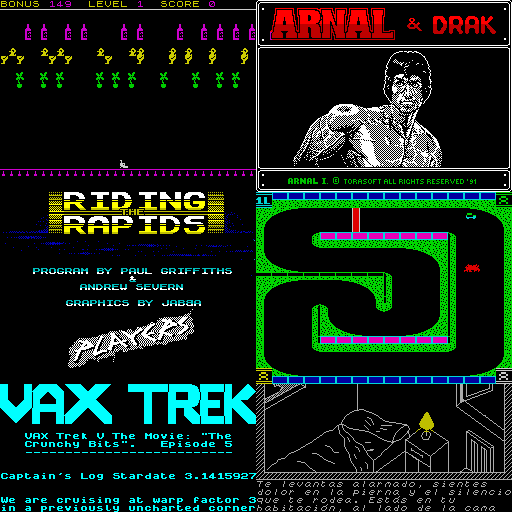 BONUS 149 LEVEL 1 SCORE 0
ARNAL & DRAK
ARNAL I. © TORASOFT ALL RIGHTS RESERVED '91
RIDING
THE
RAPIDS
PROGRAM BY PAUL GRIFFITHS
&
ANDREW SEVERN
GRAPHICS BY JABBA
PLAYERS
1L
8
8
8
VAX TREK
VAX Trek V The Movie: "The
Crunchy Bits". Episode 5
Captain's Log Stardate 3.1415927
We are cruising at warp factor 3
in a previously uncharted corner
Te levantas alarmado, sientes
dolor en la pierna y el silencio
que te rodea. Estás en tu
habitación, al lado de la cama